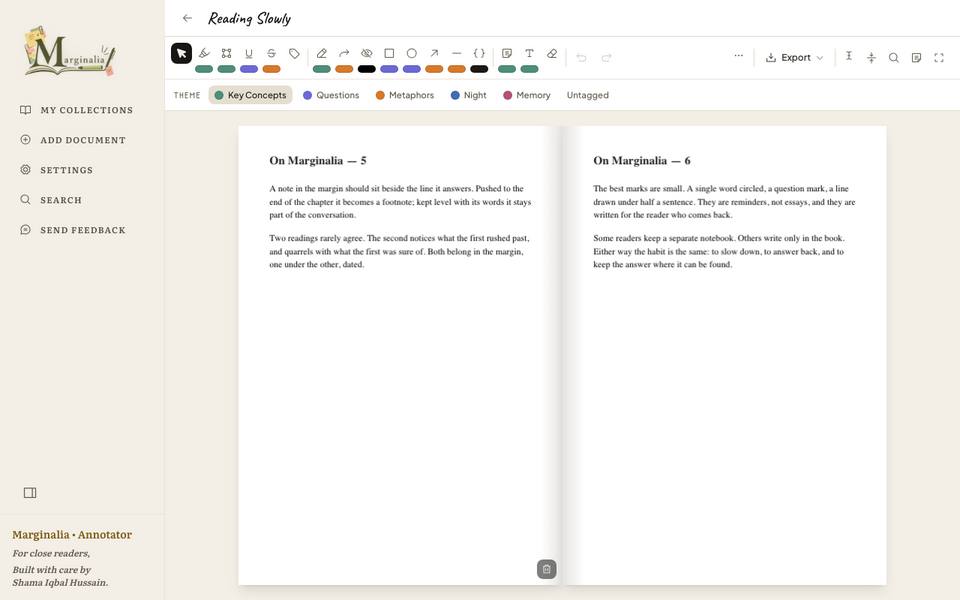 Marginalia
MY COLLECTIONS
ADD DOCUMENT
SETTINGS
SEARCH
SEND FEEDBACK
Marginalia • Annotator
For close readers,
Built with care by
Shama Iqbal Hussain.
Reading Slowly
Export
THEME Key Concepts Questions Metaphors Night Memory Untagged
On Marginalia — 5
A note in the margin should sit beside the line it answers. Pushed to the
end of the chapter it becomes a footnote; kept level with its words it stays
part of the conversation.
Two readings rarely agree. The second notices what the first rushed past,
and quarrels with what the first was sure of. Both belong in the margin,
one under the other, dated.
On Marginalia — 6
The best marks are small. A single word circled, a question mark, a line
drawn under half a sentence. They are reminders, not essays, and they are
written for the reader who comes back.
Some readers keep a separate notebook. Others write only in the book.
Either way the habit is the same: to slow down, to answer back, and to
keep the answer where it can be found.